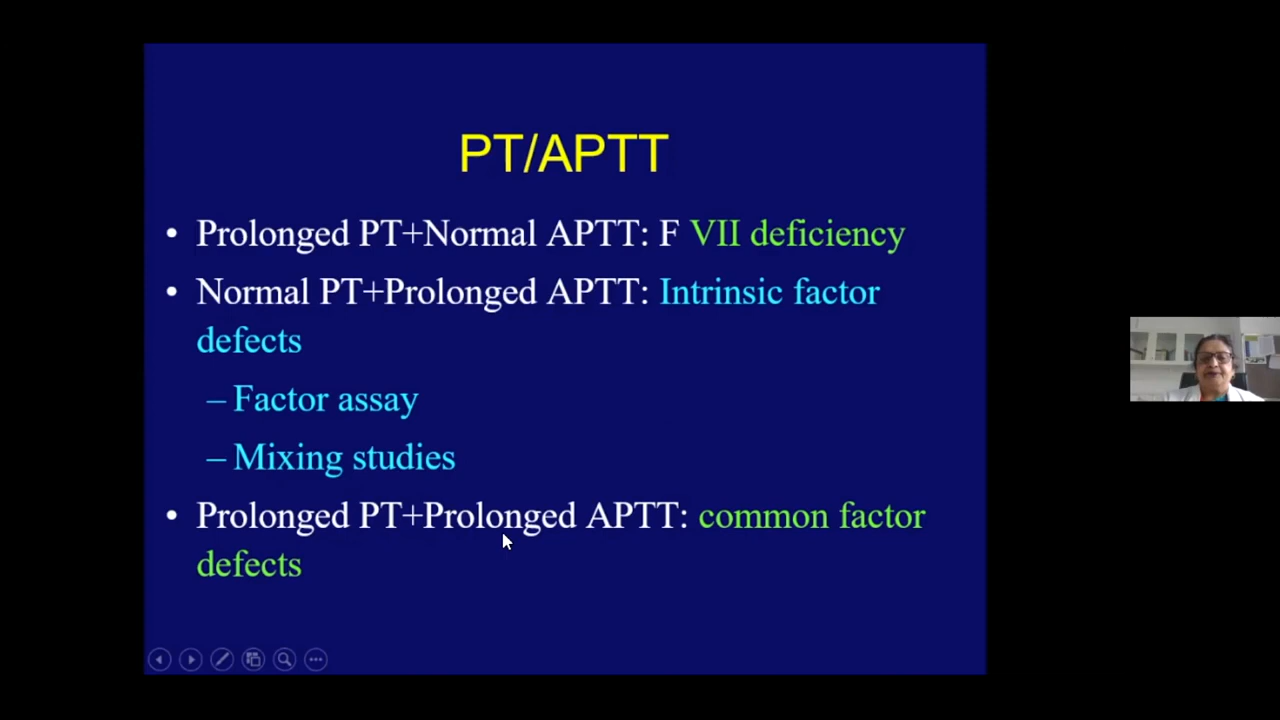 PT/APTT
• Prolonged PT+Normal APTT: F VII deficiency
• Normal PT+Prolonged APTT: Intrinsic factor
defects
– Factor assay
– Mixing studies
• Prolonged PT+Prolonged APTT: common factor
defects